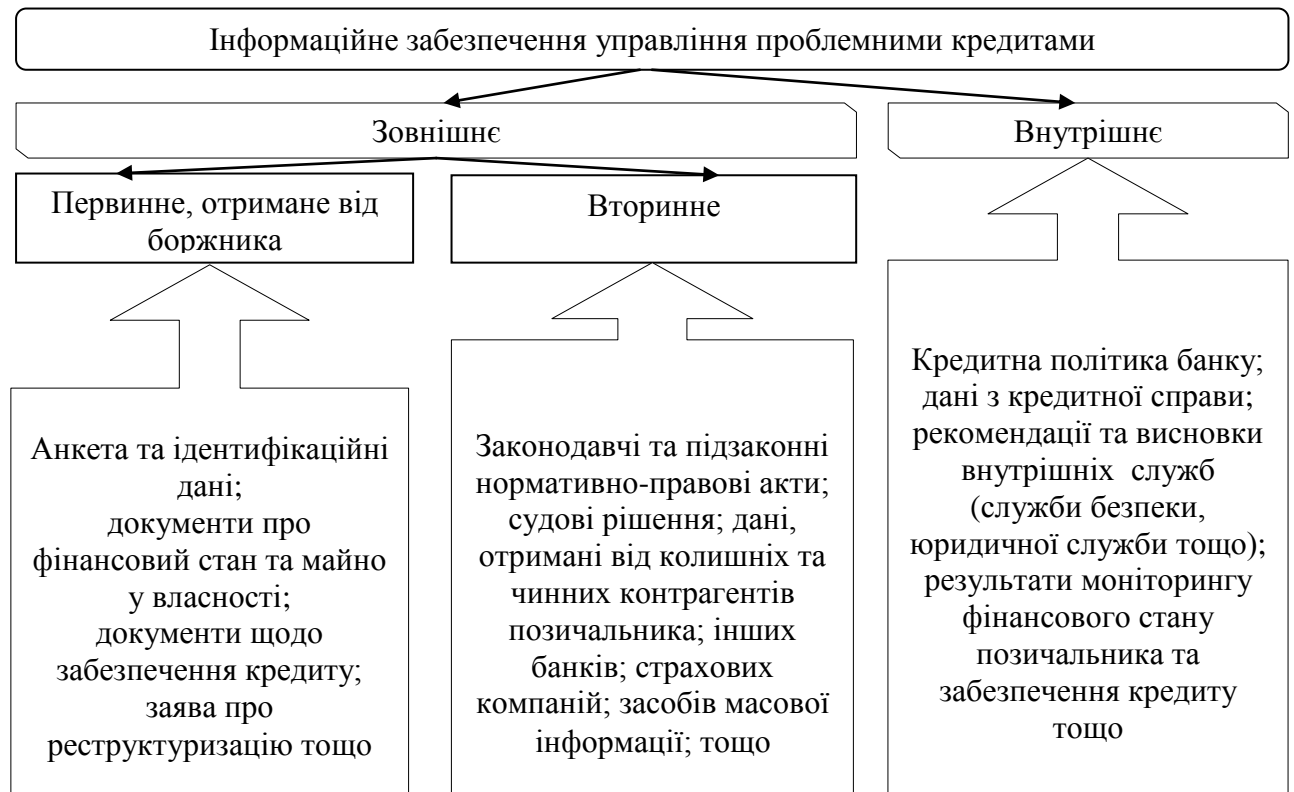 Інформаційне забезпечення управління проблемними кредитами
Зовнішнє
Внутрішнє
Первинне, отримане від
боржника
Вторинне
Анкета та ідентифікаційні
дані;
документи про
фінансовий стан та майно
у власності;
документи щодо
забезпечення кредиту;
заява про
реструктуризацію тощо
Законодавчі та підзаконні
нормативно-правові акти;
судові рішення; дані,
отримані від колишніх та
чинних контрагентів
позичальника; інших
банків; страхових
компаній; засобів масової
інформації; тощо
Кредитна політика банку;
дані з кредитної справи;
рекомендації та висновки
внутрішніх служб
(служби безпеки,
юридичної служби тощо);
результати моніторингу
фінансового стану
позичальника та
забезпечення кредиту
тощо